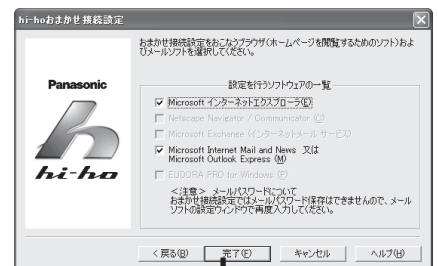 hi-hoおまかせ接続設定
おまかせ接続設定をおこなうブラウザ(ホームページを閲覧するためのソフト)およ
びメールソフトを選択してください。
Panasonic
hi-ho
設定を行うソフトウェアの一覧
Microsoft インターネットエクスプローラ(E)
Netscape Navigator / Communicator (C)
Microsoft Exchange (インターネットメール サービス)
Microsoft Internet Mail and News 又は
Microsoft Outlook Express (M)
EUDORA PRO for Windows (P)
<注意> メールパスワードについて
おまかせ接続設定ではメールパスワード保存はできませんので、メール
ソフトの設定ウィンドウで再度入力してください。
< 戻る(B)
完了(F)
キャンセル
ヘルプ(H)